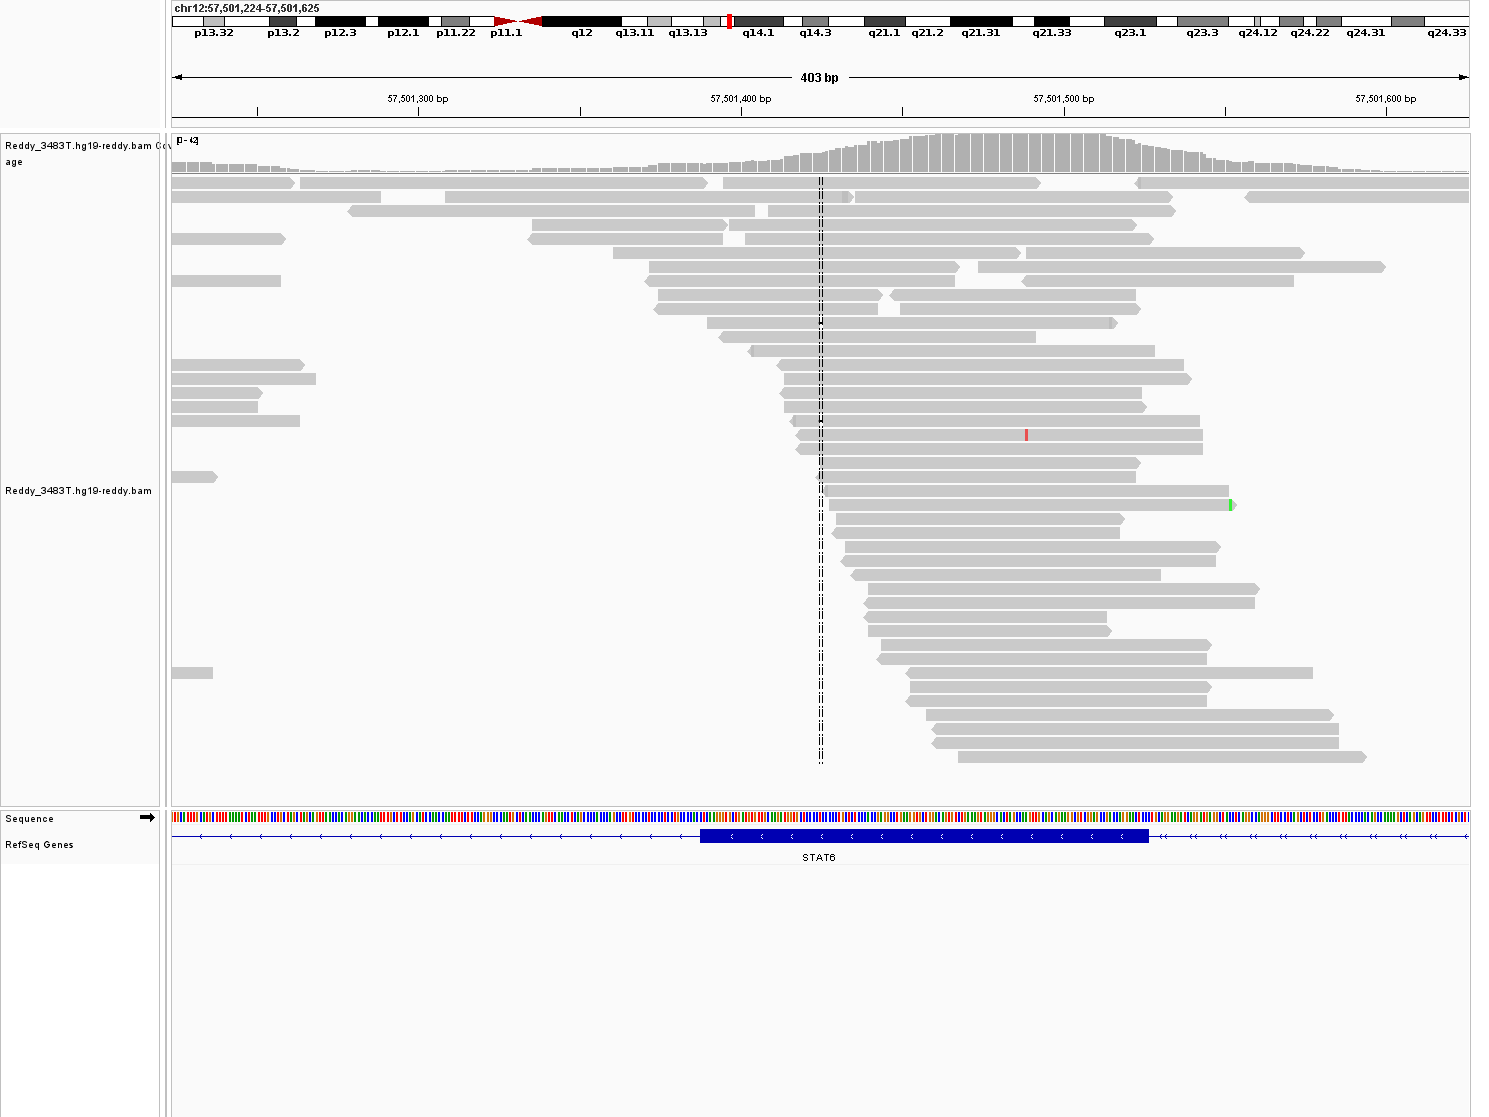 chr12:57,501,224-57,501,625
p13.32 p13.2 p12.3 p12.1 p11.22 p11.1 q12 q13.11 q13.13 q14.1 q14.3 q21.1 q21.2 q21.31 q21.33 q23.1 q23.3 q24.12 q24.22 q24.31 q24.33
403 bp
57,501,300 bp 57,501,400 bp 57,501,500 bp 57,501,600 bp
[0 - 42]
Reddy_3483T.hg19-reddy.bam Cov
age
Reddy_3483T.hg19-reddy.bam
Sequence
RefSeq Genes
STAT6